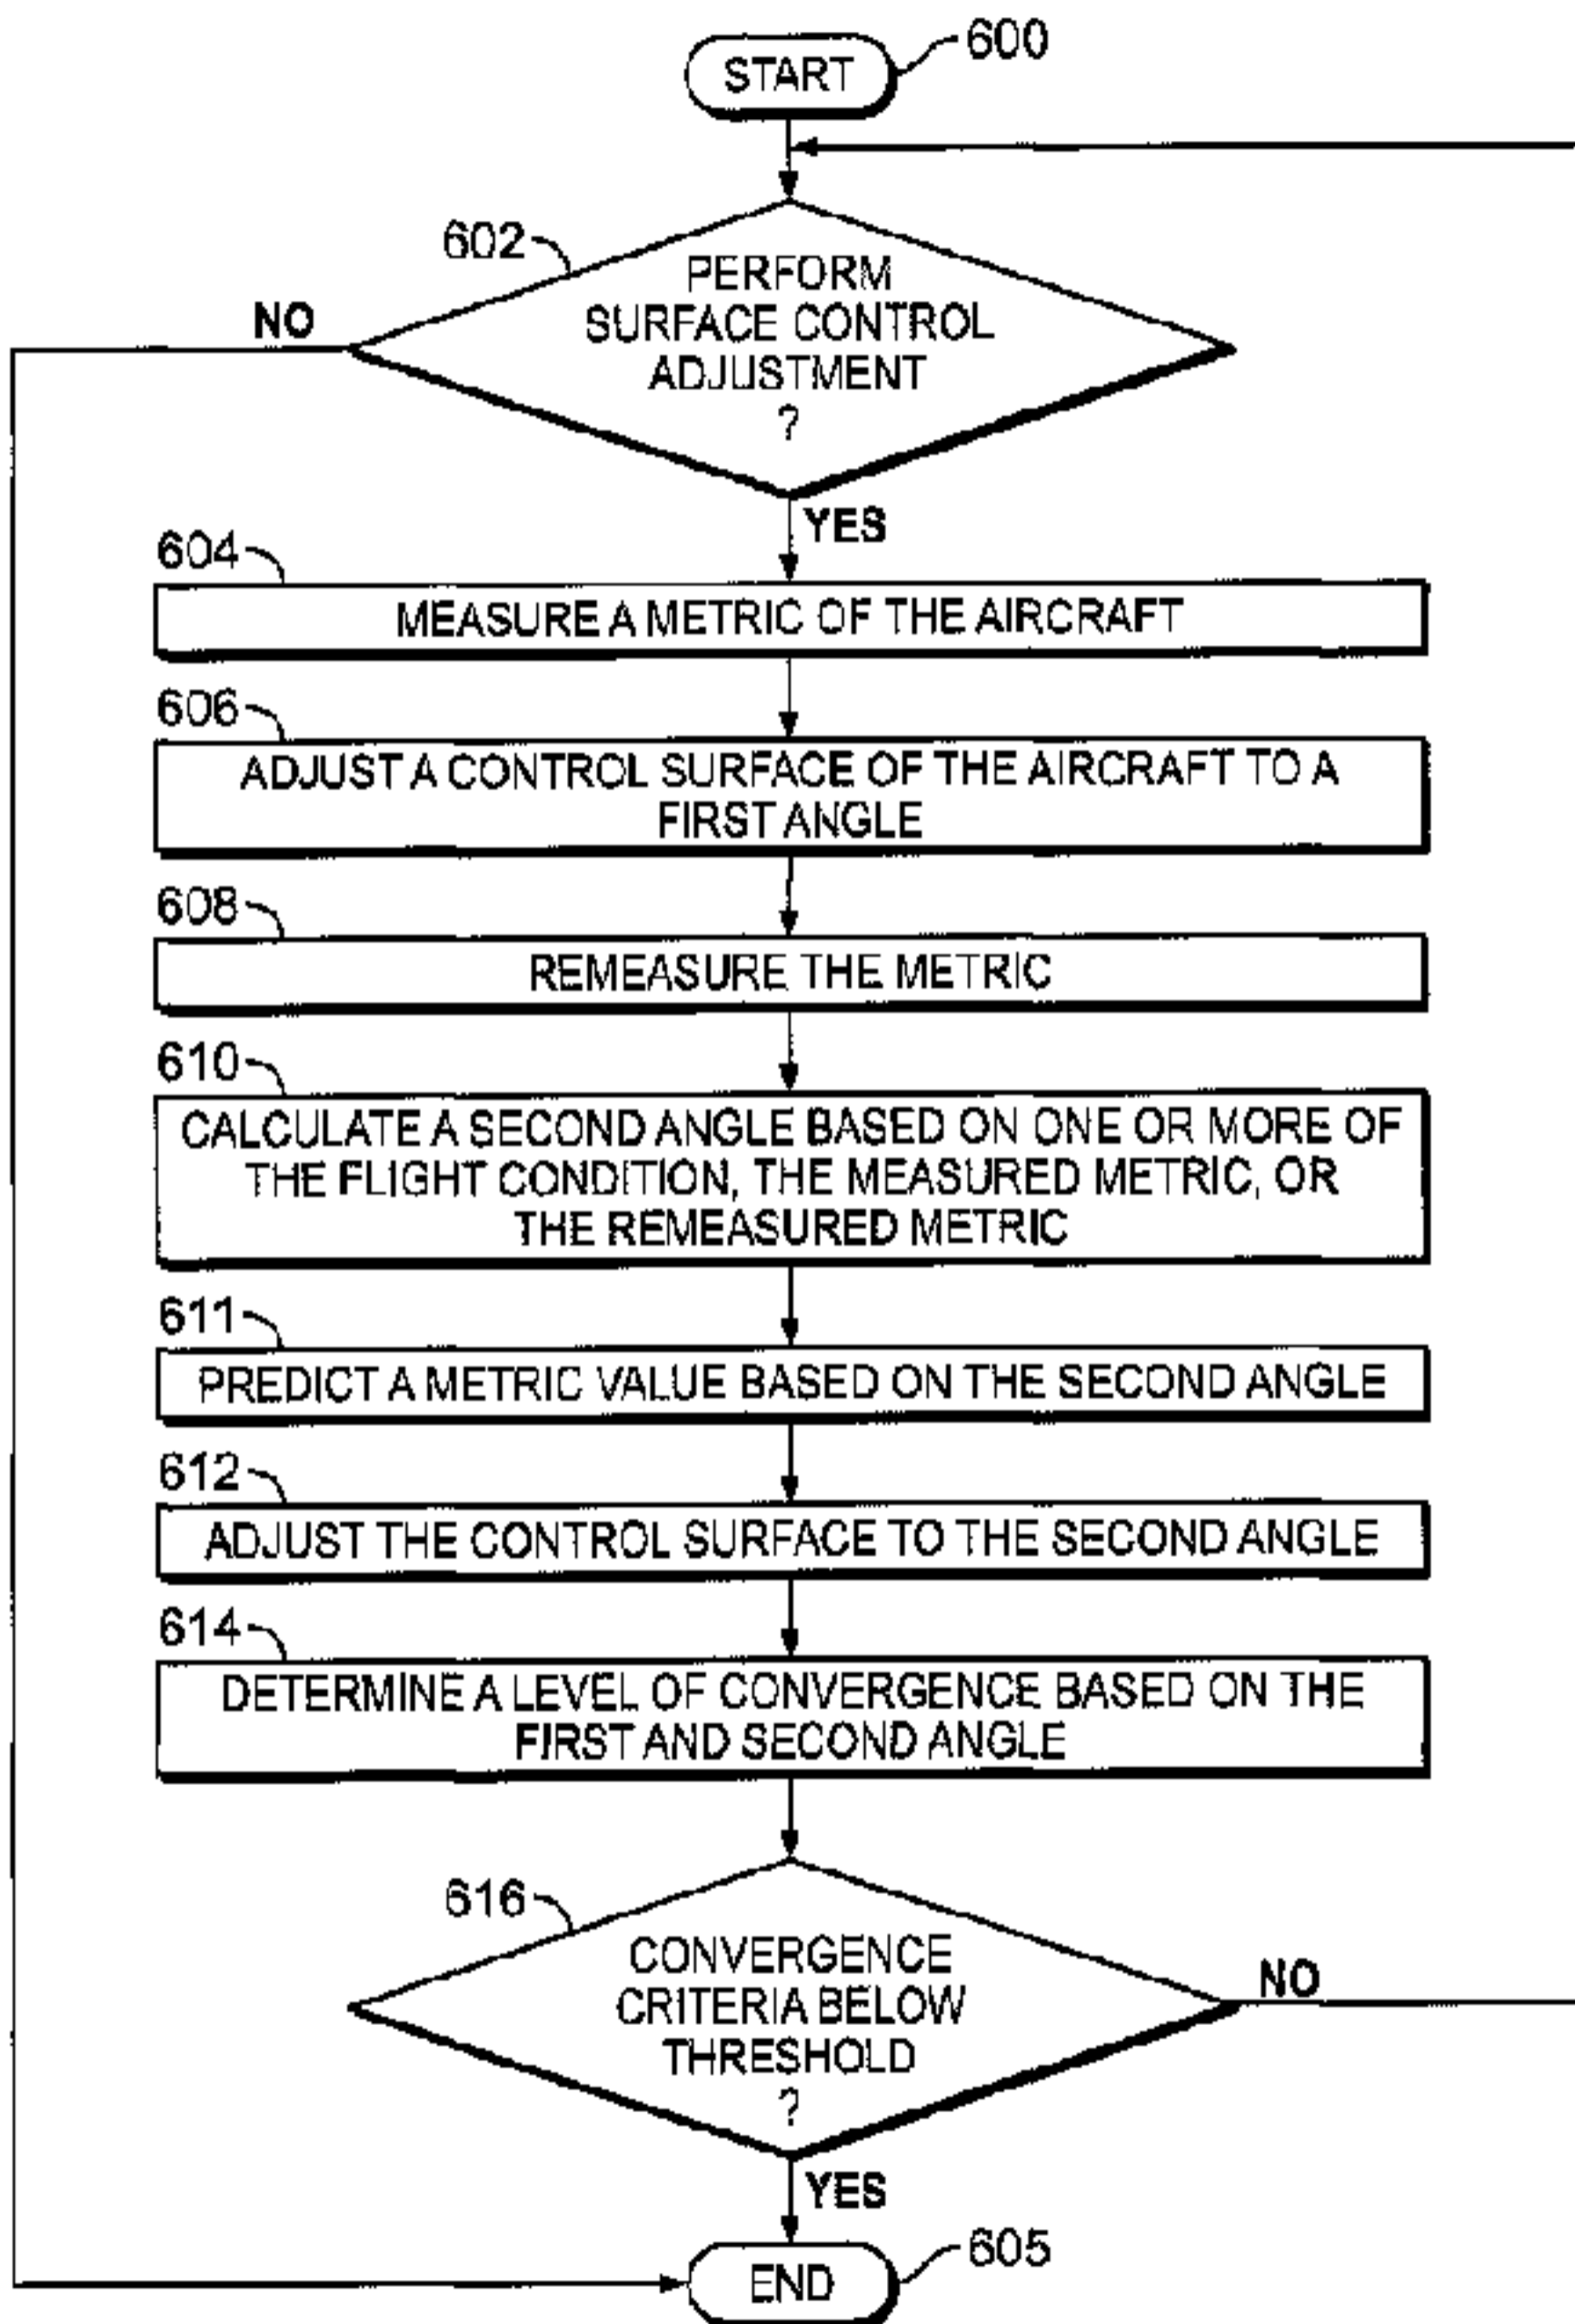 START
600
602
PERFORM
SURFACE CONTROL
ADJUSTMENT
?
NO
YES
604
MEASURE A METRIC OF THE AIRCRAFT
606
ADJUST A CONTROL SURFACE OF THE AIRCRAFT TO A
FIRST ANGLE
608
REMEASURE THE METRIC
610
CALCULATE A SECOND ANGLE BASED ON ONE OR MORE OF
THE FLIGHT CONDITION, THE MEASURED METRIC, OR
THE REMEASURED METRIC
611
PREDICT A METRIC VALUE BASED ON THE SECOND ANGLE
612
ADJUST THE CONTROL SURFACE TO THE SECOND ANGLE
614
DETERMINE A LEVEL OF CONVERGENCE BASED ON THE
FIRST AND SECOND ANGLE
616
CONVERGENCE
CRITERIA BELOW
THRESHOLD
?
NO
YES
END
605